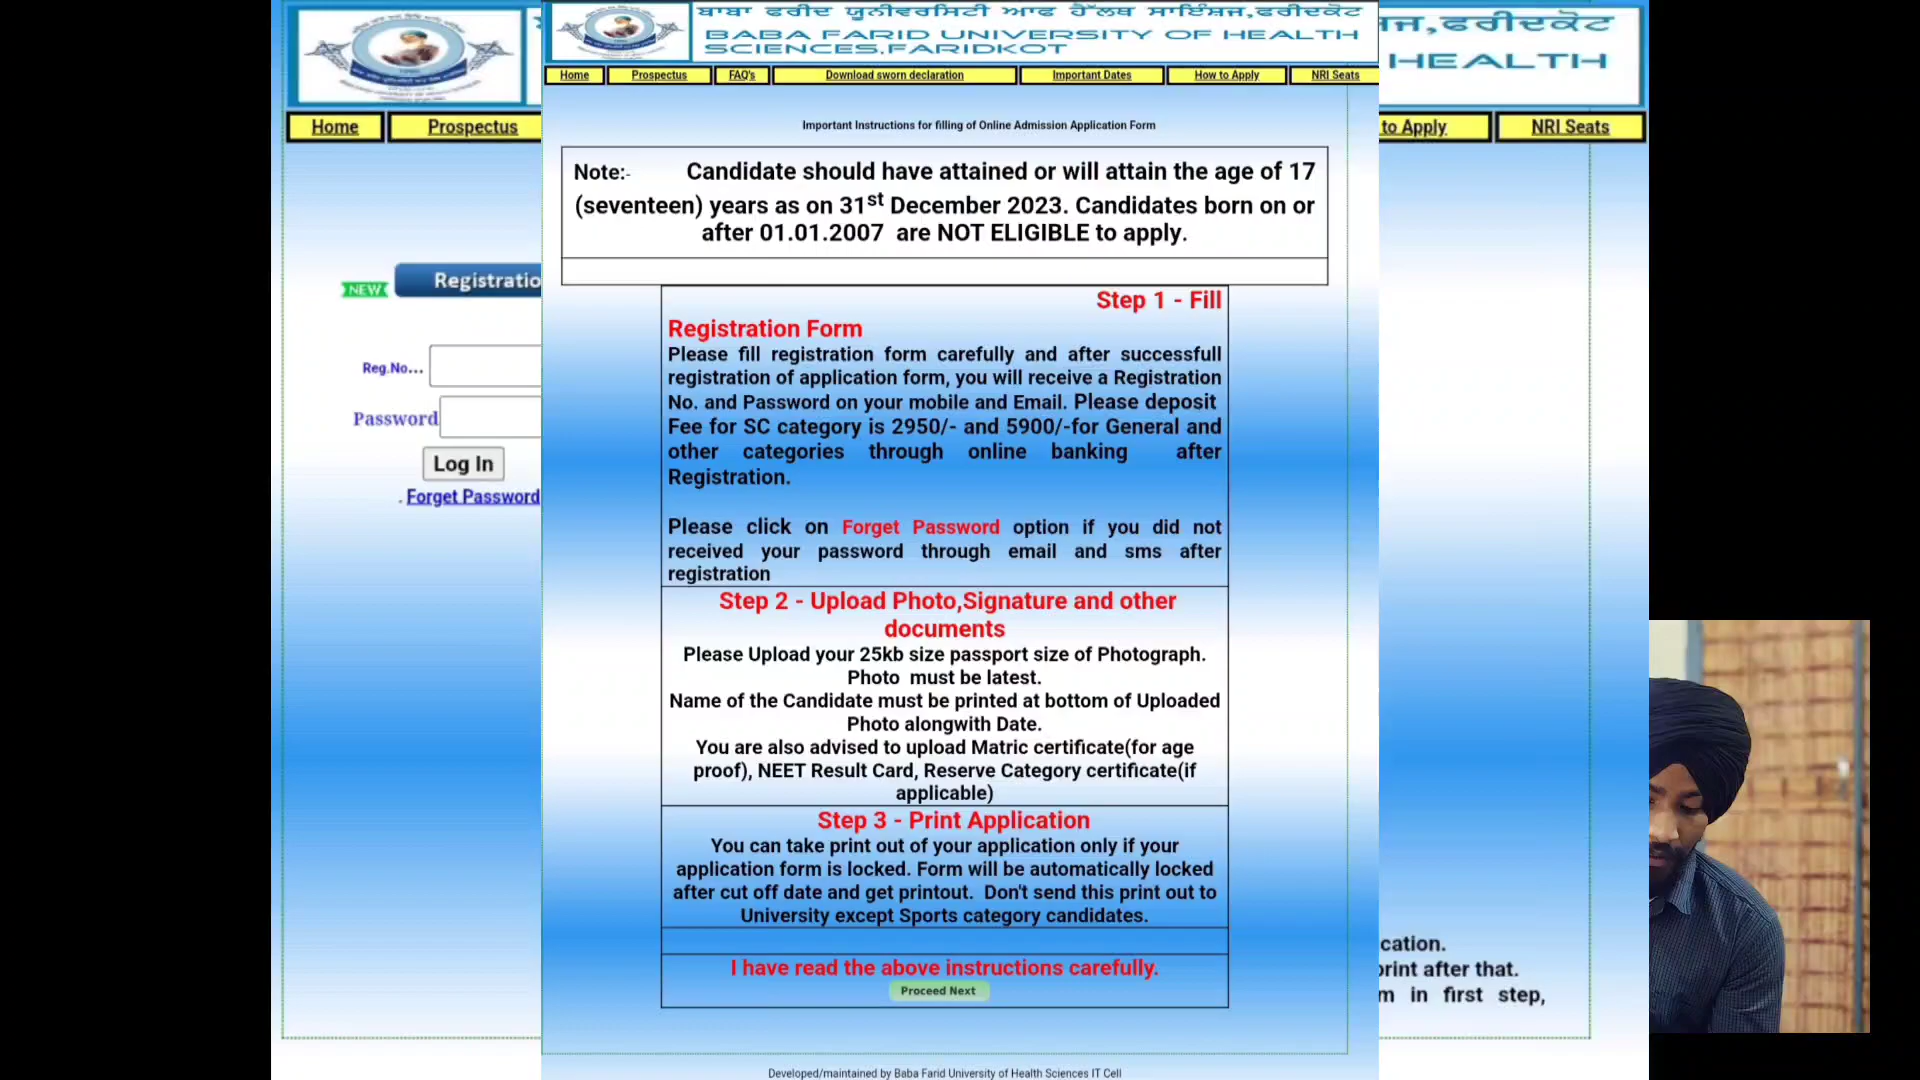 ਬਾਬਾ ਫਰੀਦ ਯੂਨੀਵਰਸਿਟੀ ਆਫ ਹੈੱਲਥ ਸਾਇੰਸਜ,ਫਰੀਦਕੋਟ
BABA FARID UNIVERSITY OF HEALTH
SCIENCES,FARIDKOT
Home Prospectus FAQ's Download sworn declaration Important Dates How to Apply NRI Seats
Important Instructions for filling of Online Admission Application Form
Note:- Candidate should have attained or will attain the age of 17
(seventeen) years as on 31st December 2023. Candidates born on or
after 01.01.2007 are NOT ELIGIBLE to apply.
Step 1 - Fill
Registration Form
Please fill registration form carefully and after successfull
registration of application form, you will receive a Registration
No. and Password on your mobile and Email. Please deposit
Fee for SC category is 2950/- and 5900/-for General and
other categories through online banking after
Registration.
Please click on Forget Password option if you did not
received your password through email and sms after
registration
Step 2 - Upload Photo,Signature and other
documents
Please Upload your 25kb size passport size of Photograph.
Photo must be latest.
Name of the Candidate must be printed at bottom of Uploaded
Photo alongwith Date.
You are also advised to upload Matric certificate(for age
proof), NEET Result Card, Reserve Category certificate(if
applicable)
Step 3 - Print Application
You can take print out of your application only if your
application form is locked. Form will be automatically locked
after cut off date and get printout. Don't send this print out to
University except Sports category candidates.
I have read the above instructions carefully.
Proceed Next
Developed/maintained by Baba Farid University of Health Sciences IT Cell
Home Prospectus
NEW Registratio
Reg.No...
Password
Log In
. Forget Password
ਜ,ਫਰੀਦਕੋਟ
HEALTH
to Apply NRI Seats
cation.
print after that.
m in first step,